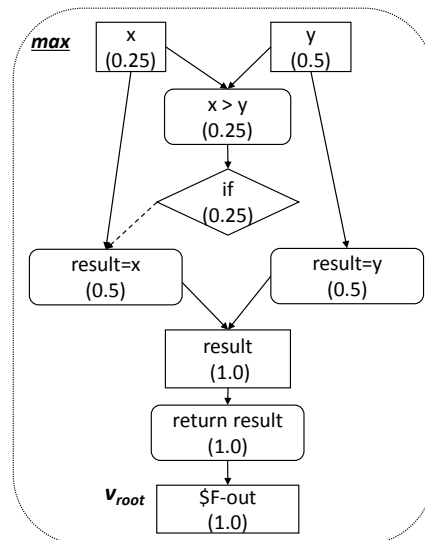 max
x
(0.25)
y
(0.5)
x > y
(0.25)
if
(0.25)
result=x
(0.5)
result=y
(0.5)
result
(1.0)
return result
(1.0)
v_root
$F-out
(1.0)